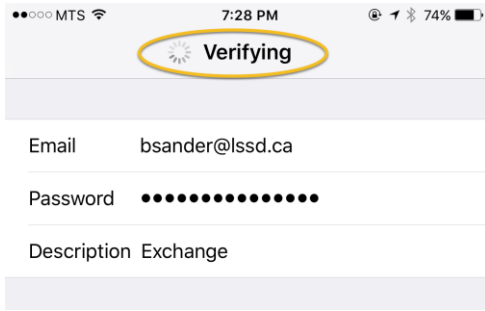 MTS 7:28 PM 74%
Verifying
Email bsander@lssd.ca
Password •••••••••••••••
Description Exchange